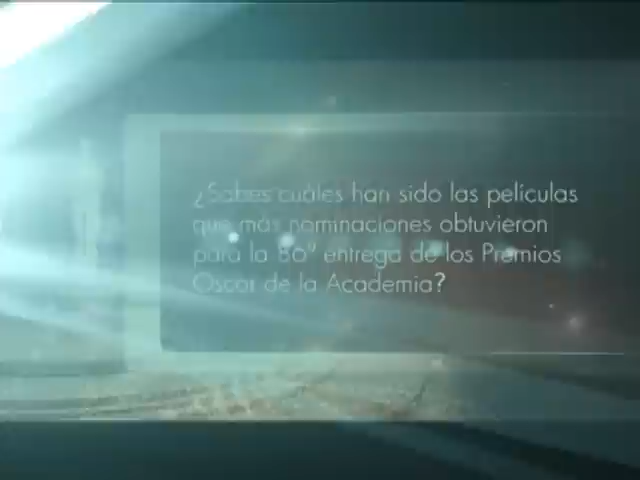 ¿Sabes cuáles han sido las películas
que más nominaciones obtuvieron
para la 86º entrega de los Premios
Oscar de la Academia?